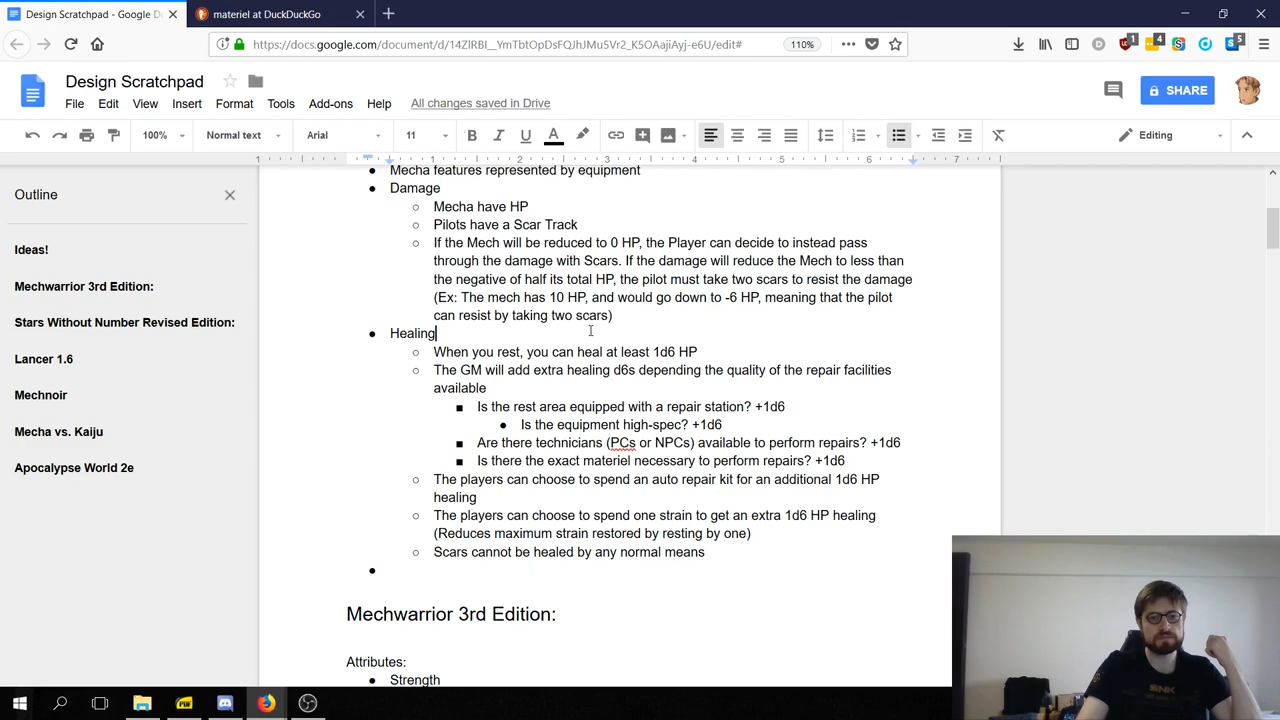 Design Scratchpad - Google D
materiel at DuckDuckGo
110%
Design Scratchpad
File Edit View Insert Format Tools Add-ons Help All changes saved in Drive
SHARE
100% Normal text Arial 11 Editing
1 1 2 3 4 5 6 7
Outline
Ideas!
Mechwarrior 3rd Edition:
Stars Without Number Revised Edition:
Lancer 1.6
Mechnoir
Mecha vs. Kaiju
Apocalypse World 2e
Mecha features represented by equipment
Damage
Mecha have HP
Pilots have a Scar Track
If the Mech will be reduced to 0 HP, the Player can decide to instead pass
through the damage with Scars. If the damage will reduce the Mech to less than
the negative of half its total HP, the pilot must take two scars to resist the damage
(Ex: The mech has 10 HP, and would go down to -6 HP, meaning that the pilot
can resist by taking two scars)
Healing
When you rest, you can heal at least 1d6 HP
The GM will add extra healing d6s depending the quality of the repair facilities
available
Is the rest area equipped with a repair station? +1d6
Is the equipment high-spec? +1d6
Are there technicians (PCs or NPCs) available to perform repairs? +1d6
Is there the exact materiel necessary to perform repairs? +1d6
The players can choose to spend an auto repair kit for an additional 1d6 HP
healing
The players can choose to spend one strain to get an extra 1d6 HP healing
(Reduces maximum strain restored by resting by one)
Scars cannot be healed by any normal means
Mechwarrior 3rd Edition:
Attributes:
Strength
SNK